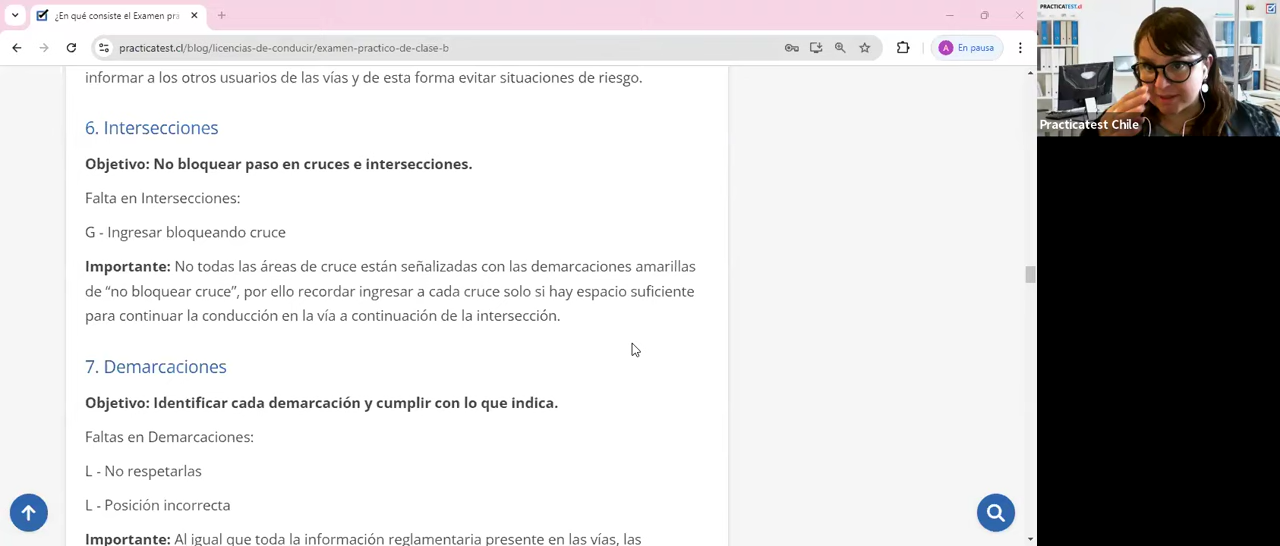 ¿En qué consiste el Examen pra
practicatest.cl/blog/licencias-de-conducir/examen-practico-de-clase-b
A
En pausa
PRACTICATEST.cl
Practicatest Chile
informar a los otros usuarios de las vías y de esta forma evitar situaciones de riesgo.
6. Intersecciones
Objetivo: No bloquear paso en cruces e intersecciones.
Falta en Intersecciones:
G - Ingresar bloqueando cruce
Importante: No todas las áreas de cruce están señalizadas con las demarcaciones amarillas
de “no bloquear cruce”, por ello recordar ingresar a cada cruce solo si hay espacio suficiente
para continuar la conducción en la vía a continuación de la intersección.
7. Demarcaciones
Objetivo: Identificar cada demarcación y cumplir con lo que indica.
Faltas en Demarcaciones:
L - No respetarlas
L - Posición incorrecta
Importante: Al igual que toda la información reglamentaria presente en las vías, las